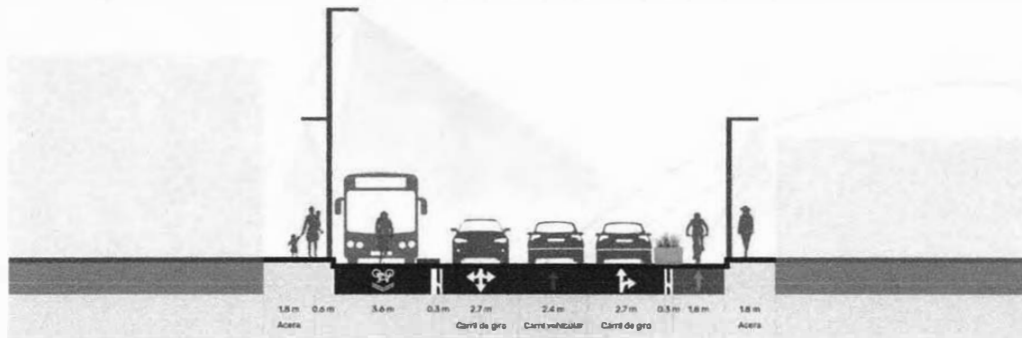 1,8 m 0,6 m 3,6 m 0,3 m 2,7 m 2,4 m 2,7 m 0,3 m 1,6 m 1,8 m
Acera Carril de giro Carril vehicular Carril de giro Acera